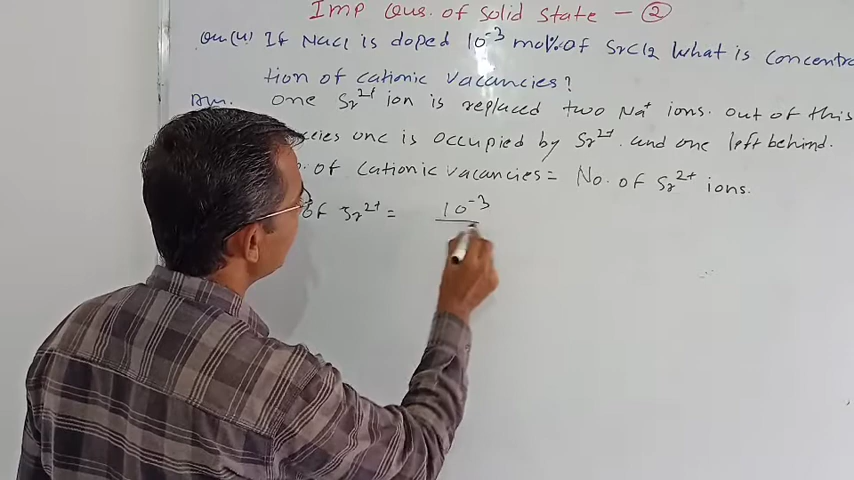 Imp Ques. of Solid State - ②
Qu.(4) If NaCl is doped 10⁻³ mol% of SrCl₂ What is concentra-
tion of cationic vacancies?
Ans. One Sr²⁺ ion is replaced two Na⁺ ions. Out of this
cies one is occupied by Sr²⁺ and one left behind.
. of Cationic vacancies = No. of Sr²⁺ ions.
of Sr²⁺ = 10⁻³